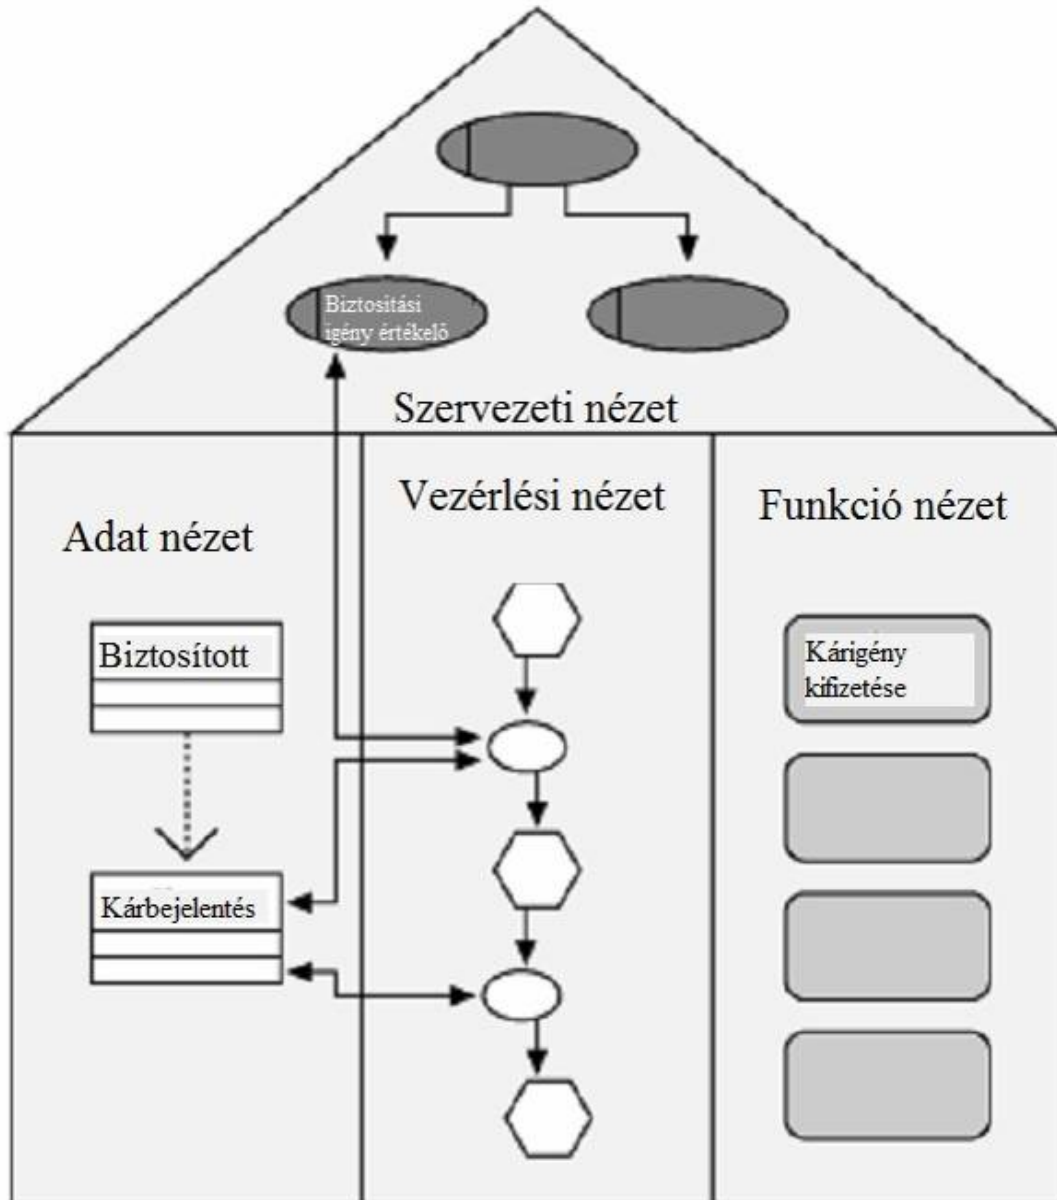 Biztosítási
igény értékelő
Szervezeti nézet
Adat nézet
Vezérlési nézet
Funkció nézet
Biztosított
Kárbejelentés
Kárigény
kifizetése